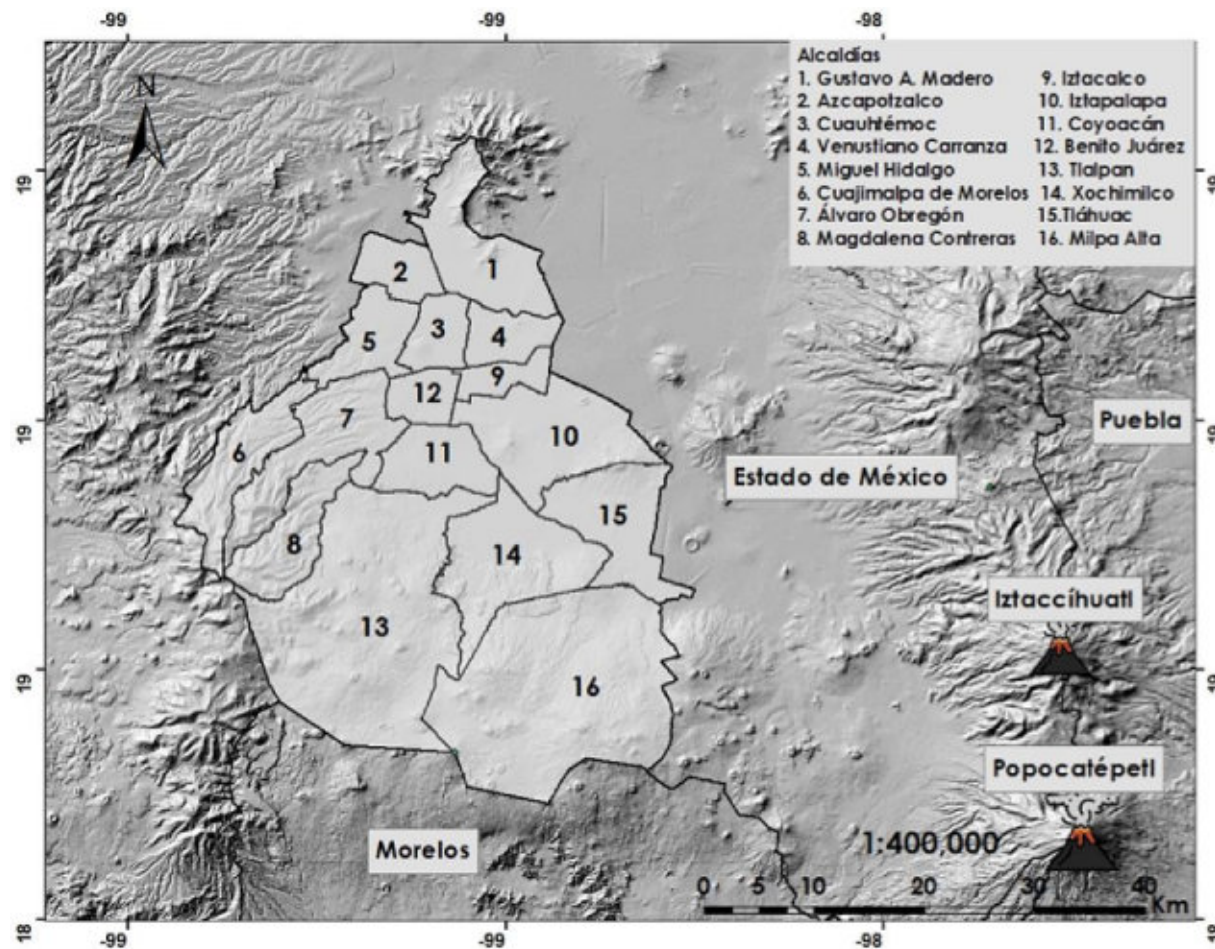 -99 -99 -98
Alcaldías
1. Gustavo A. Madero
2. Azcapotzalco
3. Cuauhtémoc
4. Venustiano Carranza
5. Miguel Hidalgo
6. Cuajimalpa de Morelos
7. Álvaro Obregón
8. Magdalena Contreras
9. Iztacalco
10. Iztapalapa
11. Coyoacán
12. Benito Juárez
13. Tlalpan
14. Xochimilco
15.Tláhuac
16. Milpa Alta
N
19 19
1
2
3
4
5
9
12
19 19
7
10
Puebla
6
11
Estado de México
15
8
14
Iztaccíhuatl
13
19 19
16
Popocatépetl
1:400,000
Morelos
0 5 10 20 30 40
Km
18 18
-99 -99 -98